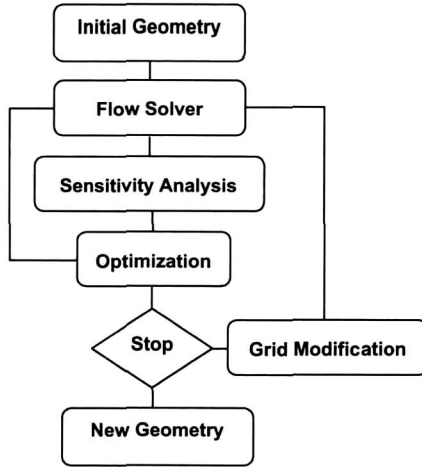 Initial Geometry
Flow Solver
Sensitivity Analysis
Optimization
Stop
Grid Modification
New Geometry